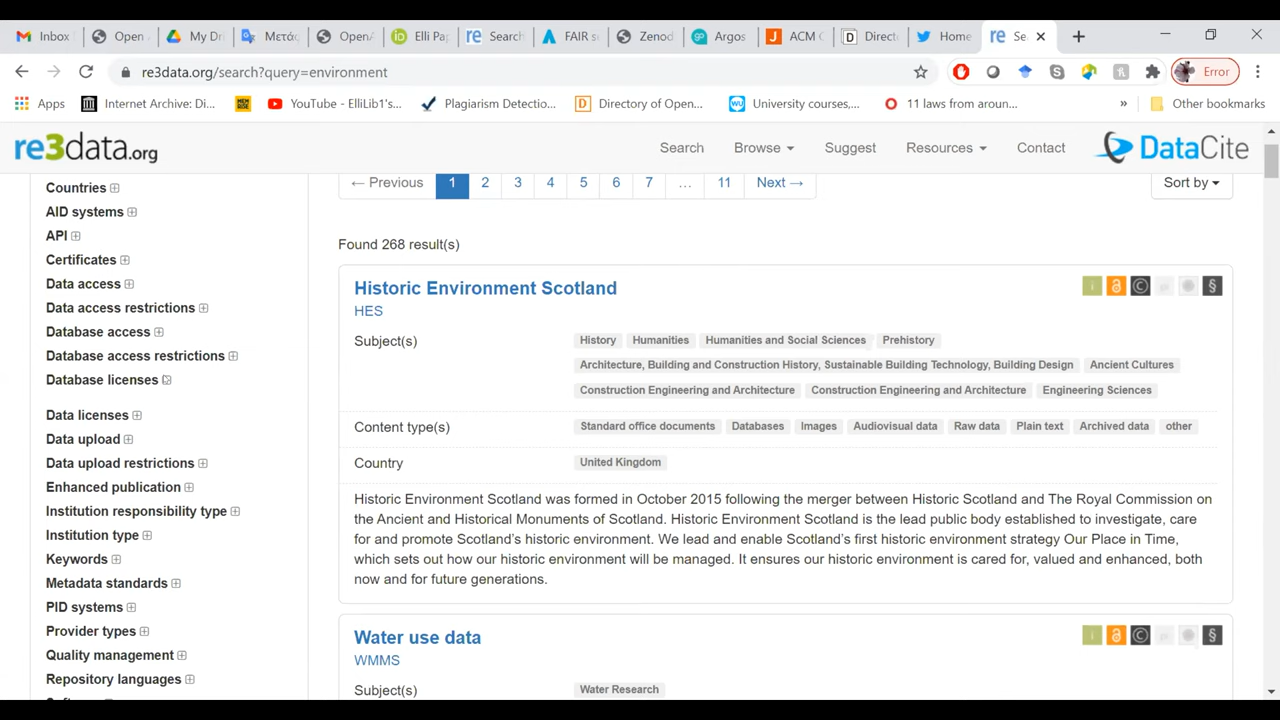 Inbox Open My Dri Μετάς OpenA Elli Pa Search FAIR s Zenod Argos ACM C Direct Home Sea
re3data.org/search?query=environment Error
Apps Internet Archive: Di... YouTube - ElliLib1's... Plagiarism Detectio... Directory of Open... University courses,... 11 laws from aroun... » Other bookmarks
re3data.org Search Browse Suggest Resources Contact DataCite
Countries
AID systems
API
Certificates
Data access
Data access restrictions
Database access
Database access restrictions
Database licenses
Data licenses
Data upload
Data upload restrictions
Enhanced publication
Institution responsibility type
Institution type
Keywords
Metadata standards
PID systems
Provider types
Quality management
Repository languages
← Previous 1 2 3 4 5 6 7 … 11 Next → Sort by
Found 268 result(s)
Historic Environment Scotland
HES
Subject(s) History Humanities Humanities and Social Sciences Prehistory
Architecture, Building and Construction History, Sustainable Building Technology, Building Design Ancient Cultures
Construction Engineering and Architecture Construction Engineering and Architecture Engineering Sciences
Content type(s) Standard office documents Databases Images Audiovisual data Raw data Plain text Archived data other
Country United Kingdom
Historic Environment Scotland was formed in October 2015 following the merger between Historic Scotland and The Royal Commission on
the Ancient and Historical Monuments of Scotland. Historic Environment Scotland is the lead public body established to investigate, care
for and promote Scotland's historic environment. We lead and enable Scotland's first historic environment strategy Our Place in Time,
which sets out how our historic environment will be managed. It ensures our historic environment is cared for, valued and enhanced, both
now and for future generations.
Water use data
WMMS
Subject(s) Water Research